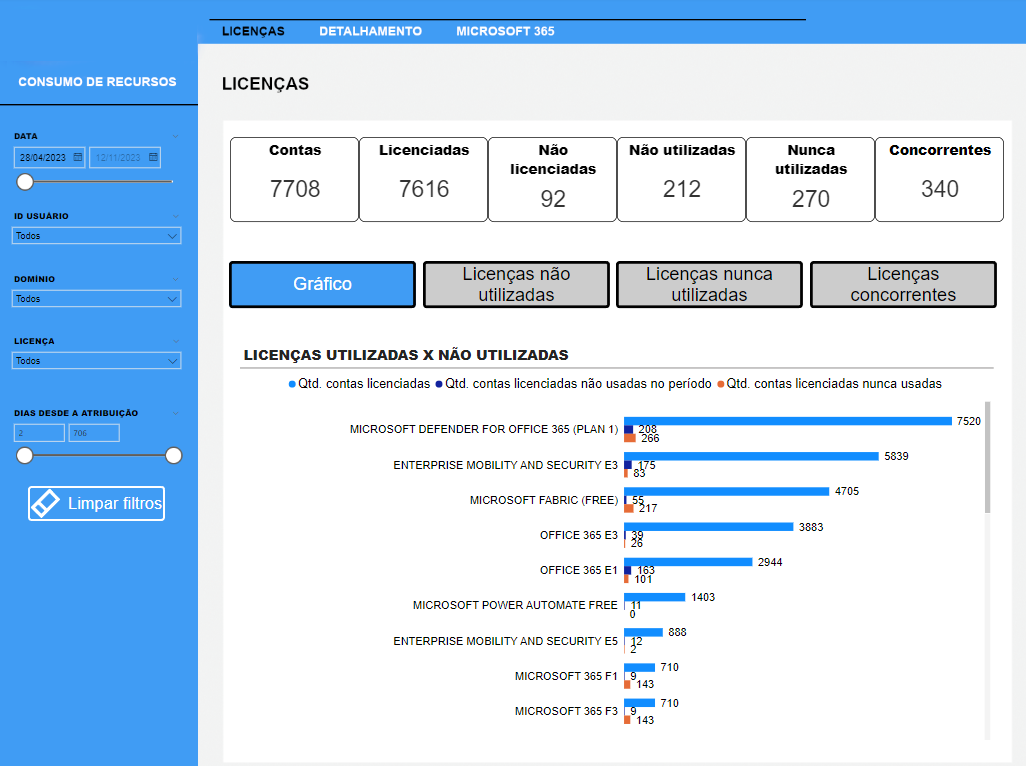 LICENÇAS DETALHAMENTO MICROSOFT 365
CONSUMO DE RECURSOS
DATA
28/04/2023 12/11/2023
ID USUÁRIO
Todos
DOMÍNIO
Todos
LICENÇA
Todos
DIAS DESDE A ATRIBUIÇÃO
2 706
Limpar filtros
LICENÇAS
Contas
7708
Licenciadas
7616
Não
licenciadas
92
Não utilizadas
212
Nunca
utilizadas
270
Concorrentes
340
Gráfico
Licenças não
utilizadas
Licenças nunca
utilizadas
Licenças
concorrentes
LICENÇAS UTILIZADAS X NÃO UTILIZADAS
Qtd. contas licenciadas Qtd. contas licenciadas não usadas no período Qtd. contas licenciadas nunca usadas
MICROSOFT DEFENDER FOR OFFICE 365 (PLAN 1)
7520
208
266
ENTERPRISE MOBILITY AND SECURITY E3
5839
175
83
MICROSOFT FABRIC (FREE)
4705
55
217
OFFICE 365 E3
3883
39
26
OFFICE 365 E1
2944
163
101
MICROSOFT POWER AUTOMATE FREE
1403
11
0
ENTERPRISE MOBILITY AND SECURITY E5
888
12
2
MICROSOFT 365 F1
710
9
143
MICROSOFT 365 F3
710
9
143